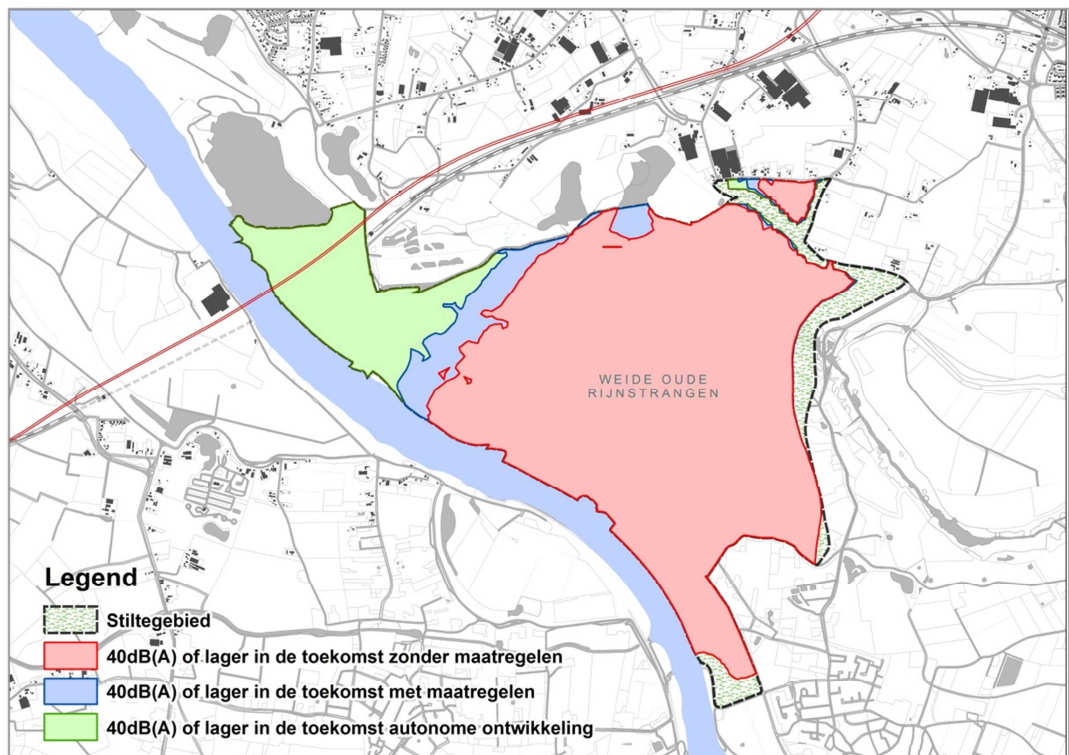 WEIDE OUDE
RIJNSTRANGEN
Legend
Stiltegebied
40dB(A) of lager in de toekomst zonder maatregelen
40dB(A) of lager in de toekomst met maatregelen
40dB(A) of lager in de toekomst autonome ontwikkeling